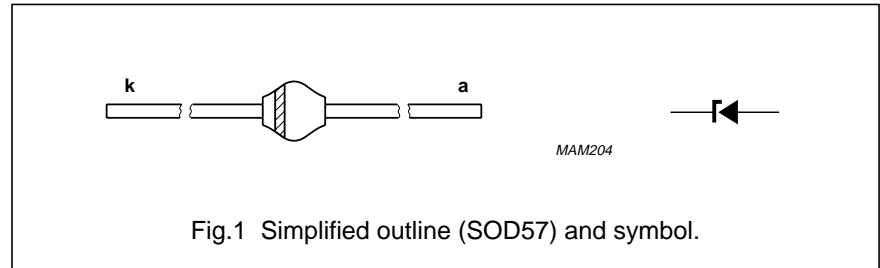 k a
MAM204
Fig.1 Simplified outline (SOD57) and symbol.